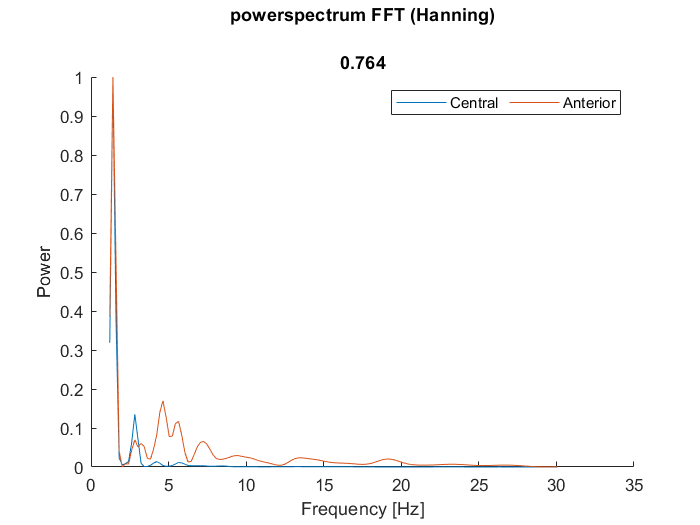 powerspectrum FFT (Hanning)
0.764
Central Anterior
1
0.9
0.8
0.7
0.6
0.5
0.4
0.3
0.2
0.1
0
Power
0 5 10 15 20 25 30 35
Frequency [Hz]